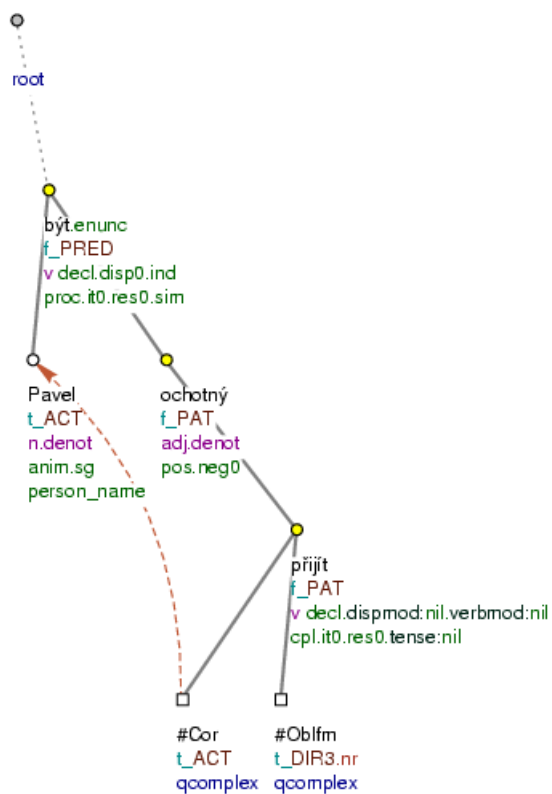 root
být.enunc
f_PRED
v decl.disp0.ind
proc.it0.res0.sim
Pavel
t_ACT
n.denot
anim.sg
person_name
ochotný
f_PAT
adj.denot
pos.neg0
přijít
f_PAT
v decl.dispmod:nil.verbmod:nil
cpl.it0.res0.tense:nil
#Cor
t_ACT
qcomplex
#Oblfm
t_DIR3.nr
qcomplex